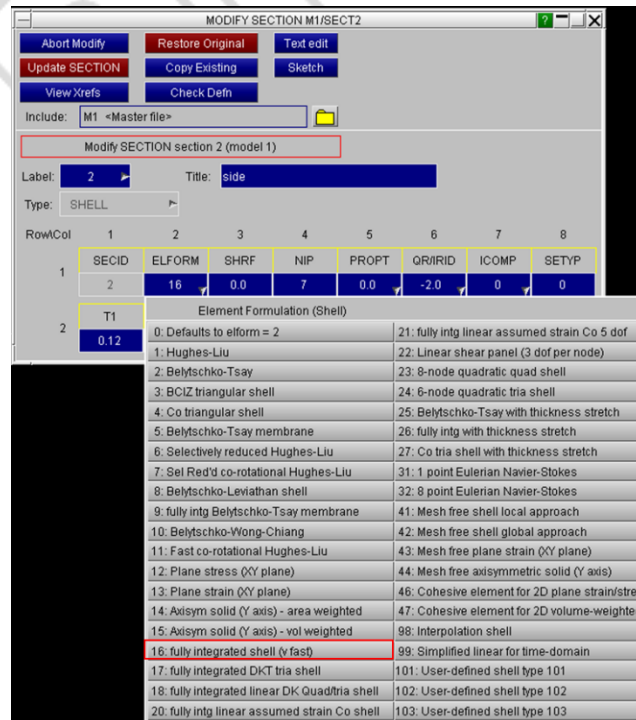 MODIFY SECTION M1/SECT2 ?
Abort Modify Restore Original Text edit
Update SECTION Copy Existing Sketch
View Xrefs Check Defn
Include: M1 <Master file>
Modify SECTION section 2 (model 1)
Label: 2 Title: side
Type: SHELL
Row\Col 1 2 3 4 5 6 7 8
SECID ELFORM SHRF NIP PROPT QR/IRID ICOMP SETYP
1
2 16 0.0 7 0.0 -2.0 0 0
T1
2
0.12
Element Formulation (Shell)
0: Defaults to elform = 2 21: fully intg linear assumed strain Co 5 dof
1: Hughes-Liu 22: Linear shear panel (3 dof per node)
2: Belytschko-Tsay 23: 8-node quadratic quad shell
3: BCIZ triangular shell 24: 6-node quadratic tria shell
4: Co triangular shell 25: Belytschko-Tsay with thickness stretch
5: Belytschko-Tsay membrane 26: fully intg with thickness stretch
6: Selectively reduced Hughes-Liu 27: Co tria shell with thickness stretch
7: Sel Red'd co-rotational Hughes-Liu 31: 1 point Eulerian Navier-Stokes
8: Belytschko-Leviathan shell 32: 8 point Eulerian Navier-Stokes
9: fully intg Belytschko-Tsay membrane 41: Mesh free shell local approach
10: Belytschko-Wong-Chiang 42: Mesh free shell global approach
11: Fast co-rotational Hughes-Liu 43: Mesh free plane strain (XY plane)
12: Plane stress (XY plane) 44: Mesh free axisymmetric solid (Y axis)
13: Plane strain (XY plane) 46: Cohesive element for 2D plane strain/stre
14: Axisym solid (Y axis) - area weighted 47: Cohesive element for 2D volume-weighte
15: Axisym solid (Y axis) - vol weighted 98: Interpolation shell
16: fully integrated shell (v fast) 99: Simplified linear for time-domain
17: fully integrated DKT tria shell 101: User-defined shell type 101
18: fully integrated linear DK Quad/tria shell 102: User-defined shell type 102
20: fully intg linear assumed strain Co shell 103: User-defined shell type 103